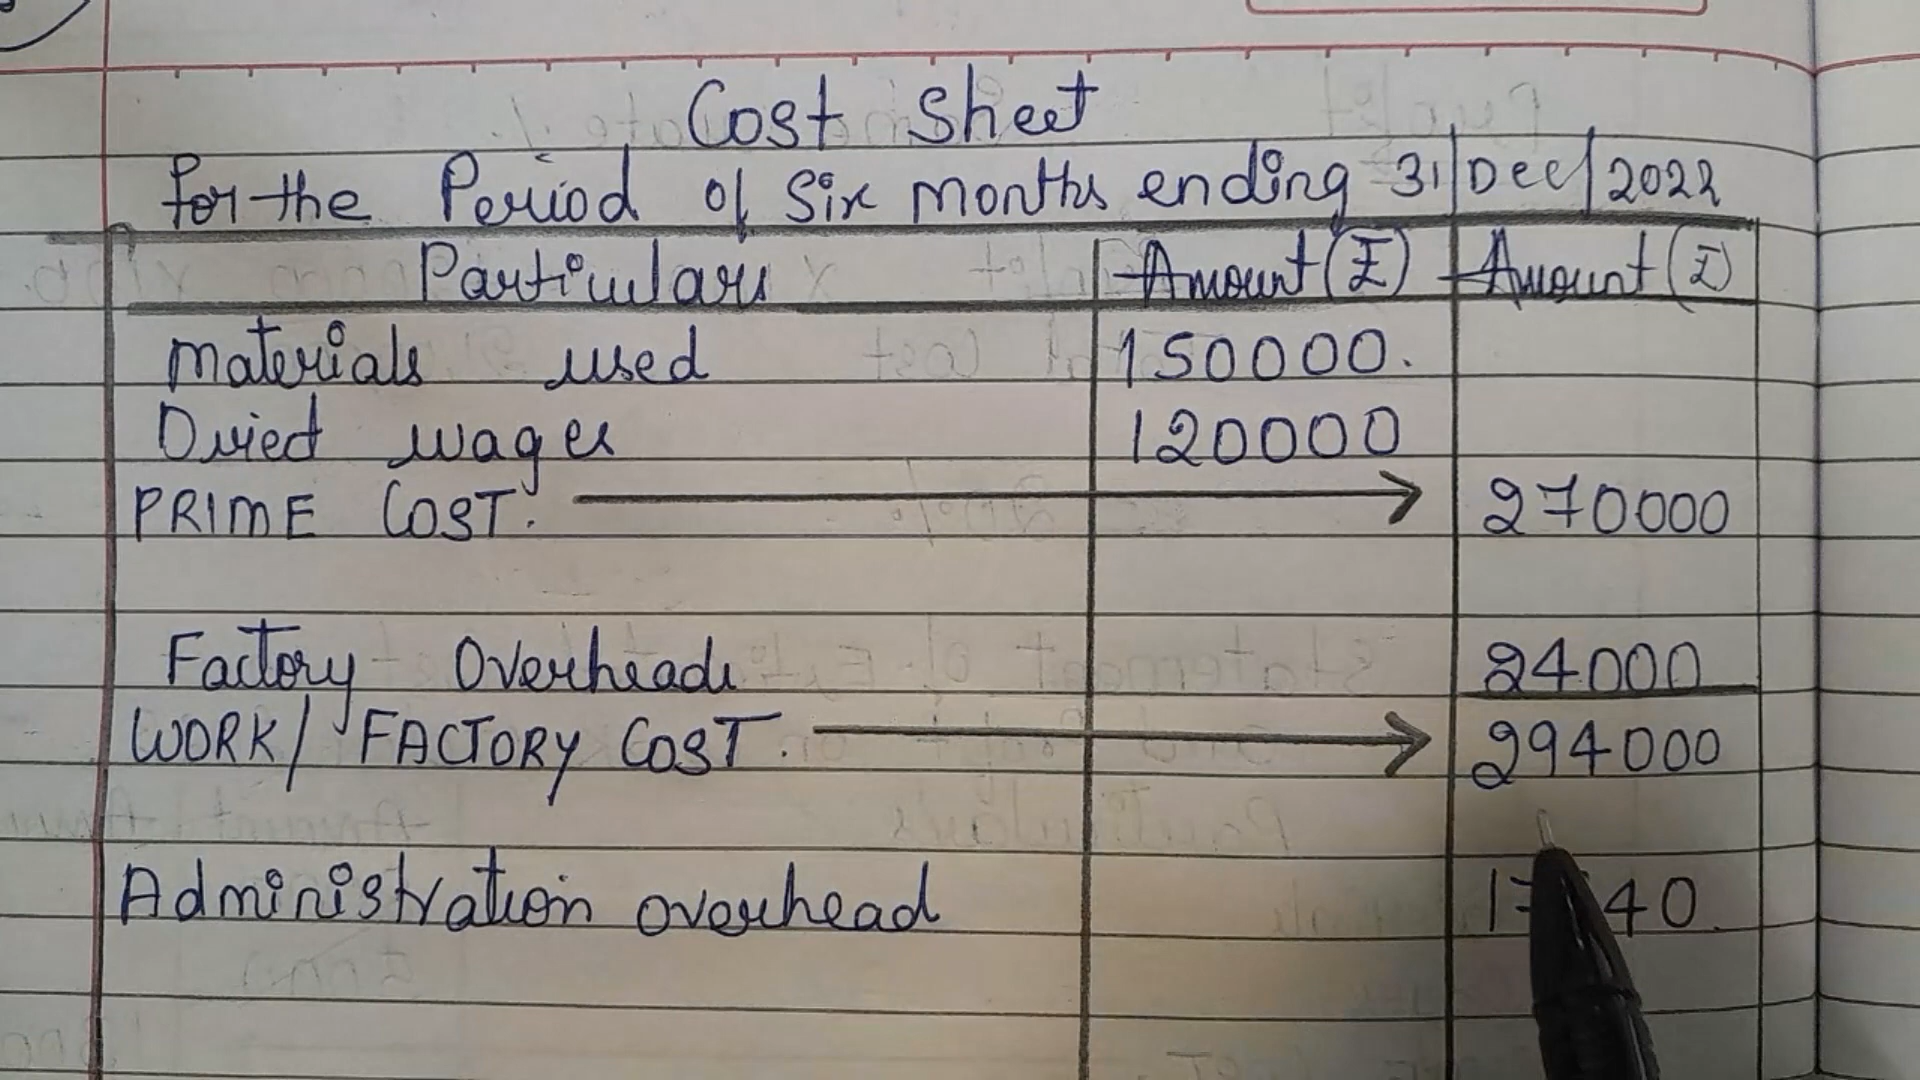 Cost Sheet
For the Period of Six months ending 31/Dec/2022
Particulars Amount (₹) Amount (₹)
Materials used 150000.
Direct wages 120000
PRIME COST. → 270000
Factory Overheads 24000
WORK/ FACTORY COST. → 294000
Administration overhead